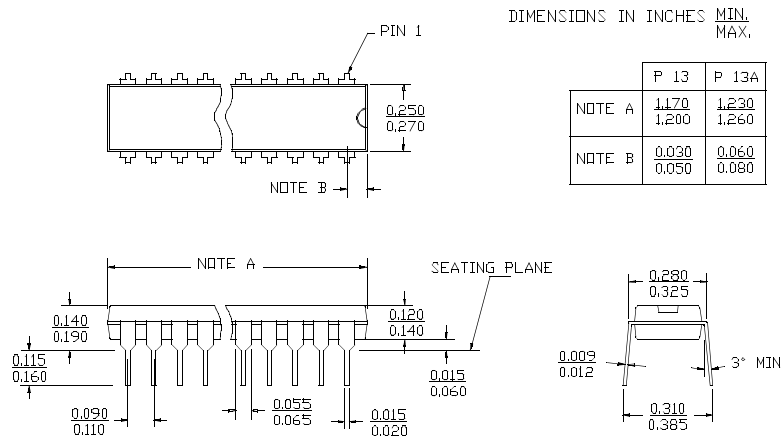 DIMENSIONS IN INCHES MIN.
MAX.
PIN 1
P 13 P 13A
NOTE A 1.170 1.230
1.200 1.260
NOTE B 0.030 0.060
0.050 0.080
0.250
0.270
NOTE B
NOTE A
SEATING PLANE
0.280
0.325
0.140
0.190
0.120
0.140
0.115
0.160
0.015
0.060
0.009
0.012
3° MIN
0.090
0.110
0.055
0.065
0.015
0.020
0.310
0.385